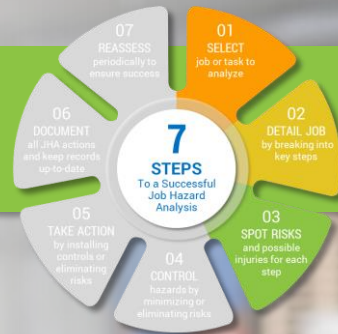 7
STEPS
To a Successful
Job Hazard
Analysis
01
SELECT
job or task to
analyze
02
DETAIL JOB
by breaking into
key steps
03
SPOT RISKS
and possible
injuries for each
step
04
CONTROL
hazards by
minimizing or
eliminating risks
05
TAKE ACTION
by installing
controls or
eliminating
risks
06
DOCUMENT
all JHA actions
and keep records
up-to-date
07
REASSESS
periodically to
ensure success